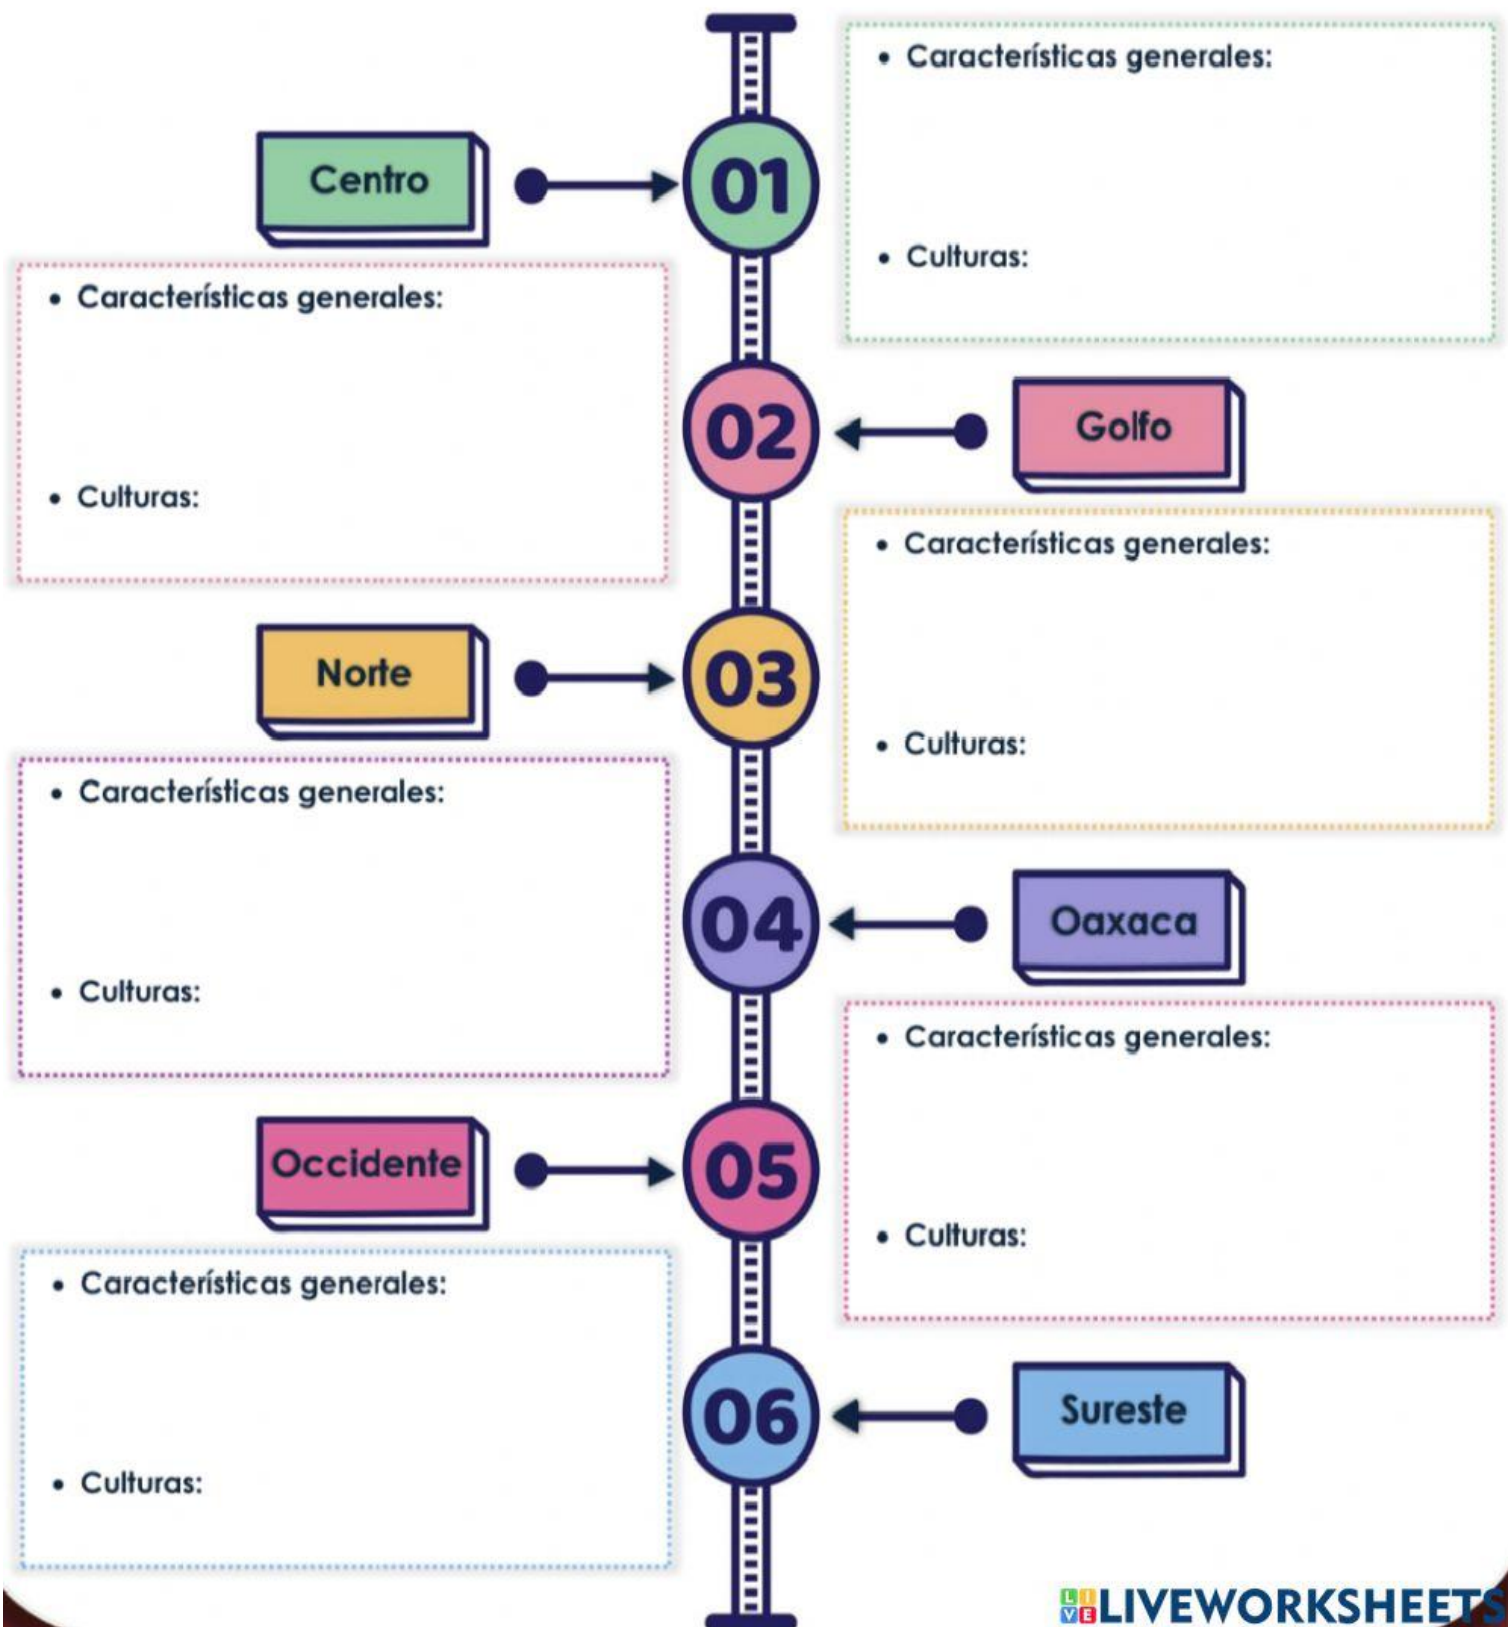 • Características generales:
Centro
01
• Culturas:
• Características generales:
02
Golfo
• Culturas:
• Características generales:
Norte
03
• Culturas:
• Características generales:
04
Oaxaca
• Culturas:
• Características generales:
Occidente
05
• Culturas:
• Características generales:
06
Sureste
• Culturas:
LIVE LIVEWORKSHEETS